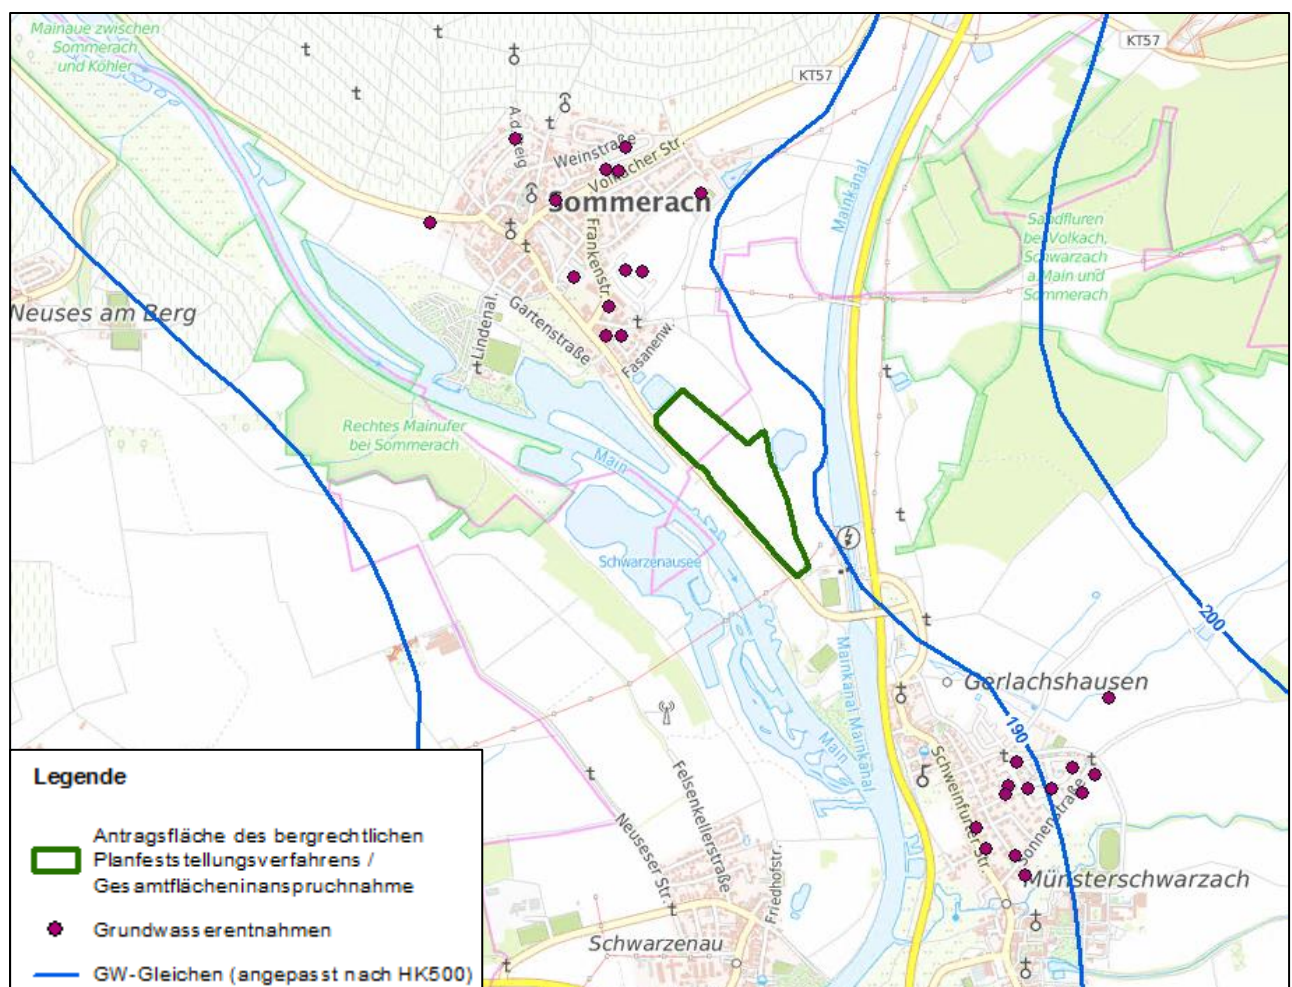 Mainaue zwischen
Sommerach
und Köhler
KT57
KT57
A.d.Steig
Weinstraße
Volkacher Str.
Sommerach
Frankenstr.
Mainkanal
Sandfluren
bei Volkach,
Schwarzach
a.Main und
Sommerach
Neuses am Berg
Lindenal.
Gartenstraße
Fasanenw.
Rechtes Mainufer
bei Sommerach
Main
Schwarzenausee
200
Mainkanal Mainkanal
Gerlachshausen
190
Main
Schweinfurter Str.
Sonnenstraße
Felsenkellerstraße
Neuseser Str.
Friedhofstr.
Münsterschwarzach
Schwarzenau
Legende
Antragsfläche des bergrechtlichen
Planfeststellungsverfahrens /
Gesamtflächeninanspruchnahme
Grundwasserentnahmen
GW-Gleichen (angepasst nach HK500)